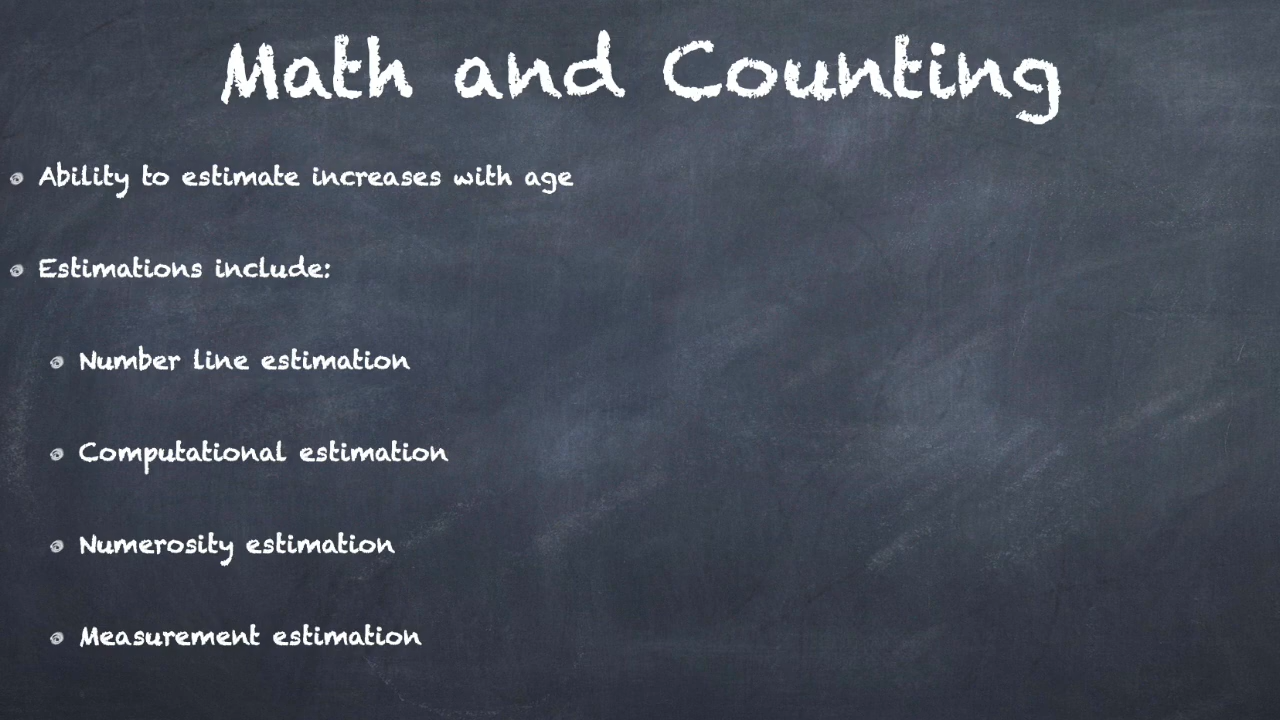 Math and Counting
Ability to estimate increases with age
Estimations include:
Number line estimation
Computational estimation
Numerosity estimation
Measurement estimation